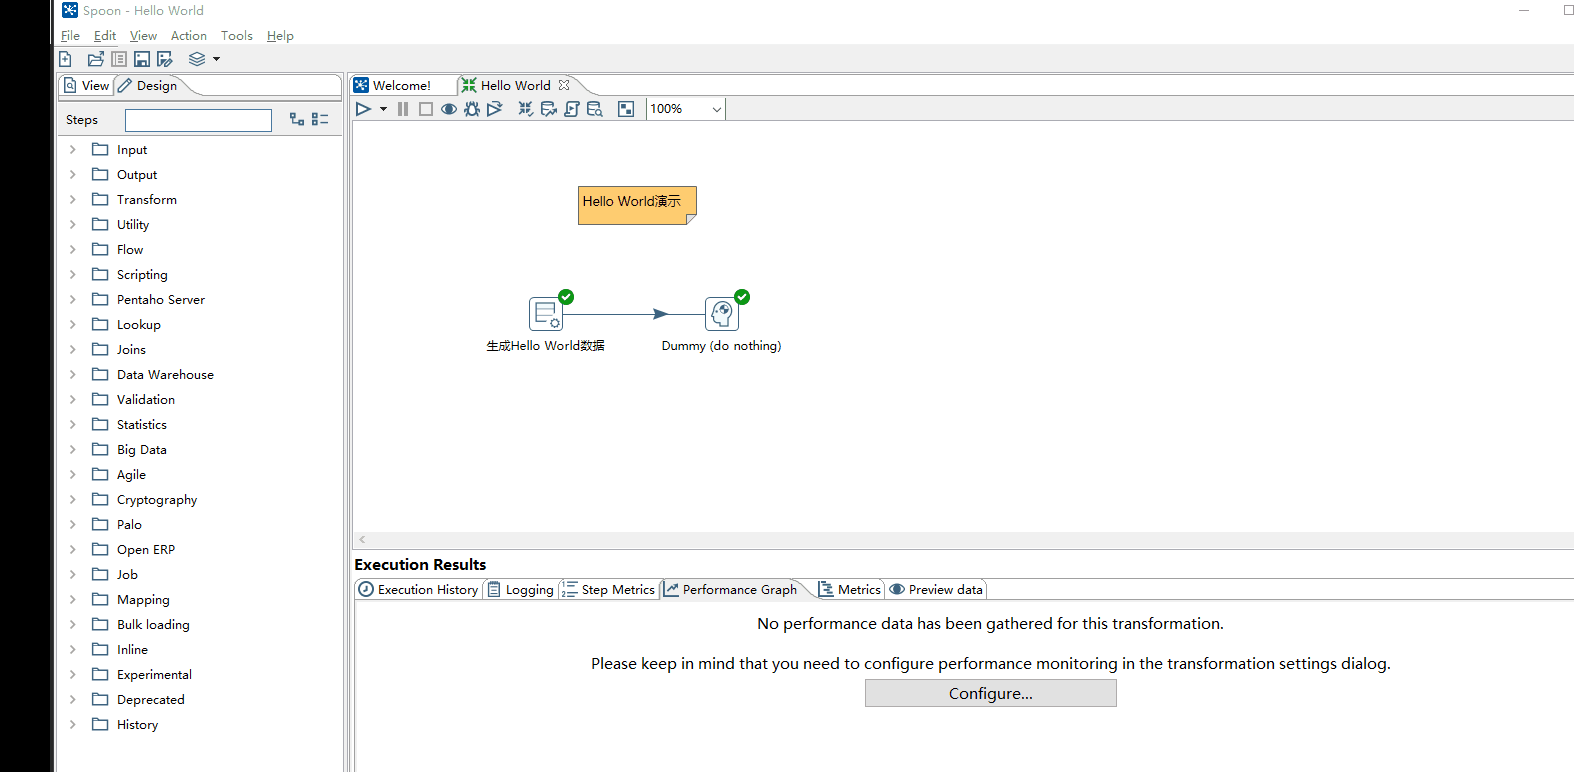 Spoon - Hello World
File Edit View Action Tools Help
View Design
Steps
Input
Output
Transform
Utility
Flow
Scripting
Pentaho Server
Lookup
Joins
Data Warehouse
Validation
Statistics
Big Data
Agile
Cryptography
Palo
Open ERP
Job
Mapping
Bulk loading
Inline
Experimental
Deprecated
History
Welcome! Hello World
100%
Hello World演示
生成Hello World数据
Dummy (do nothing)
Execution Results
Execution History Logging Step Metrics Performance Graph Metrics Preview data
No performance data has been gathered for this transformation.
Please keep in mind that you need to configure performance monitoring in the transformation settings dialog.
Configure...